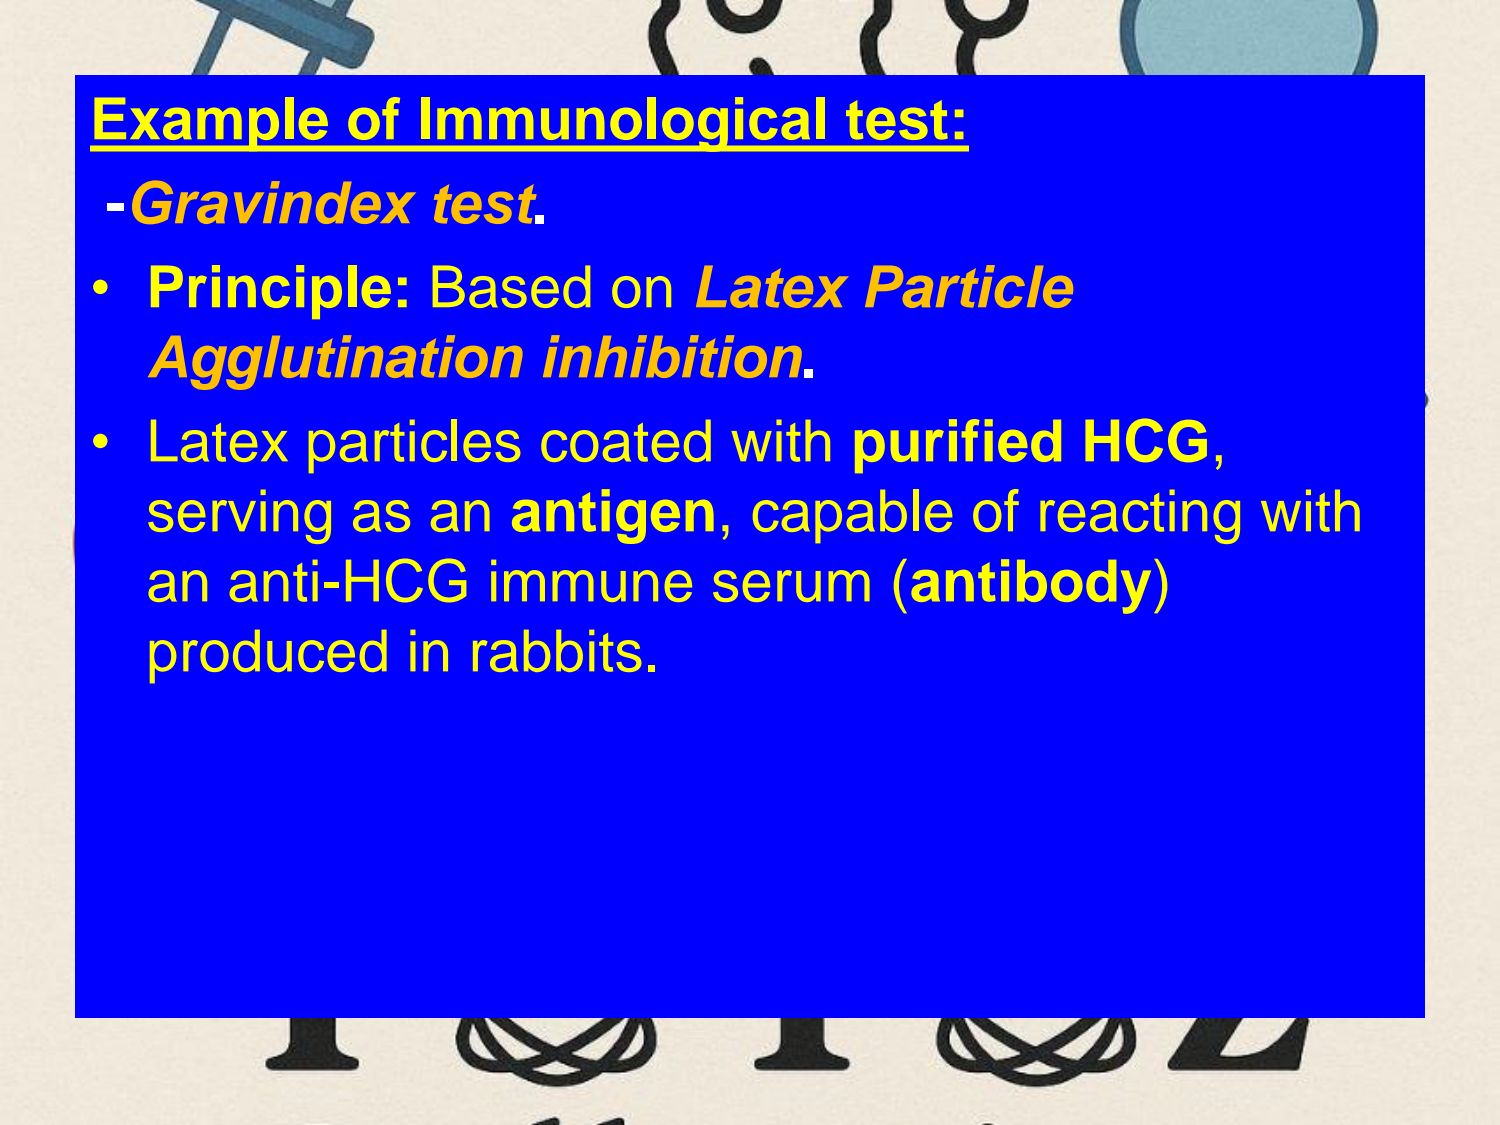 Example of Immunological test:
-Gravindex test.
• Principle: Based on Latex Particle
Agglutination inhibition.
• Latex particles coated with purified HCG,
serving as an antigen, capable of reacting with
an anti-HCG immune serum (antibody)
produced in rabbits.